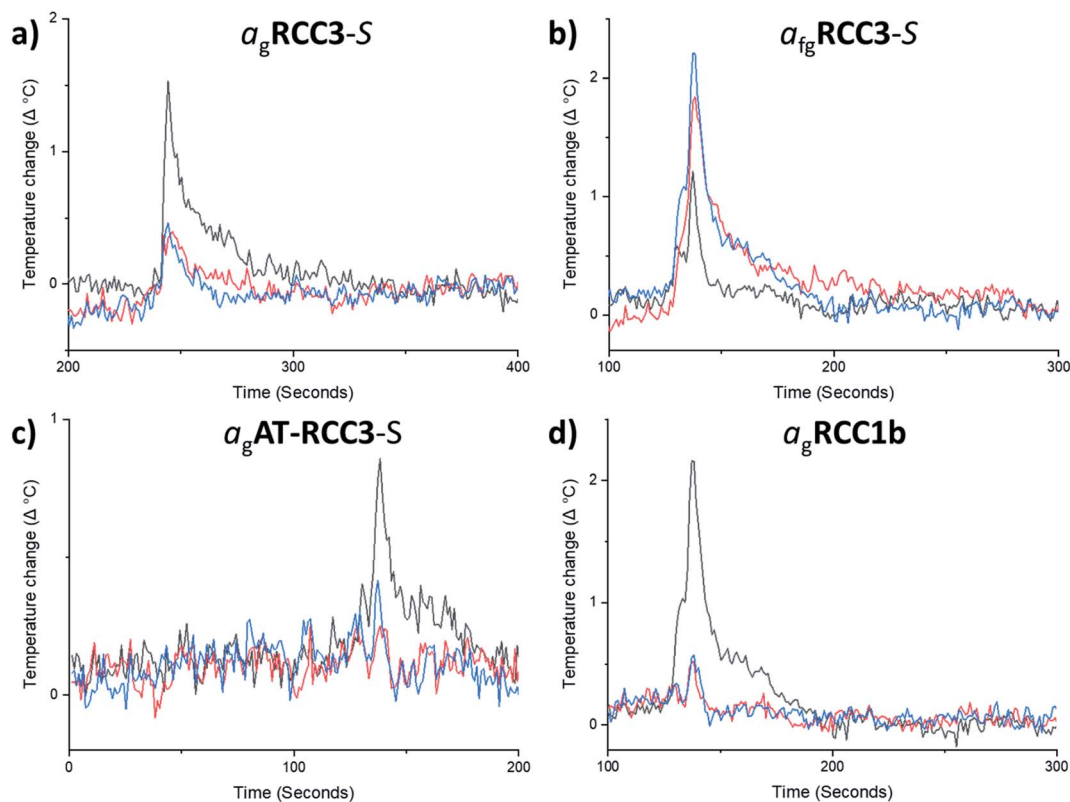 a)
agRCC3-S
2
1
0
Temperature change (Δ °C)
200
300
400
Time (Seconds)
b)
afgRCC3-S
2
1
0
Temperature change (Δ °C)
100
200
300
Time (Seconds)
c)
agAT-RCC3-S
1
0
Temperature change (Δ °C)
0
100
200
Time (Seconds)
d)
agRCC1b
2
1
0
Temperature change (Δ °C)
100
200
300
Time (Seconds)